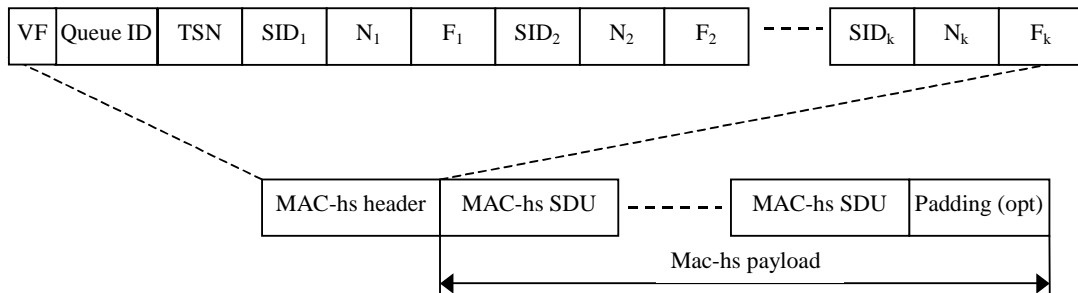 VF Queue ID TSN SID₁ N₁ F₁ SID₂ N₂ F₂ SIDₖ Nₖ Fₖ
MAC-hs header MAC-hs SDU MAC-hs SDU Padding (opt)
Mac-hs payload